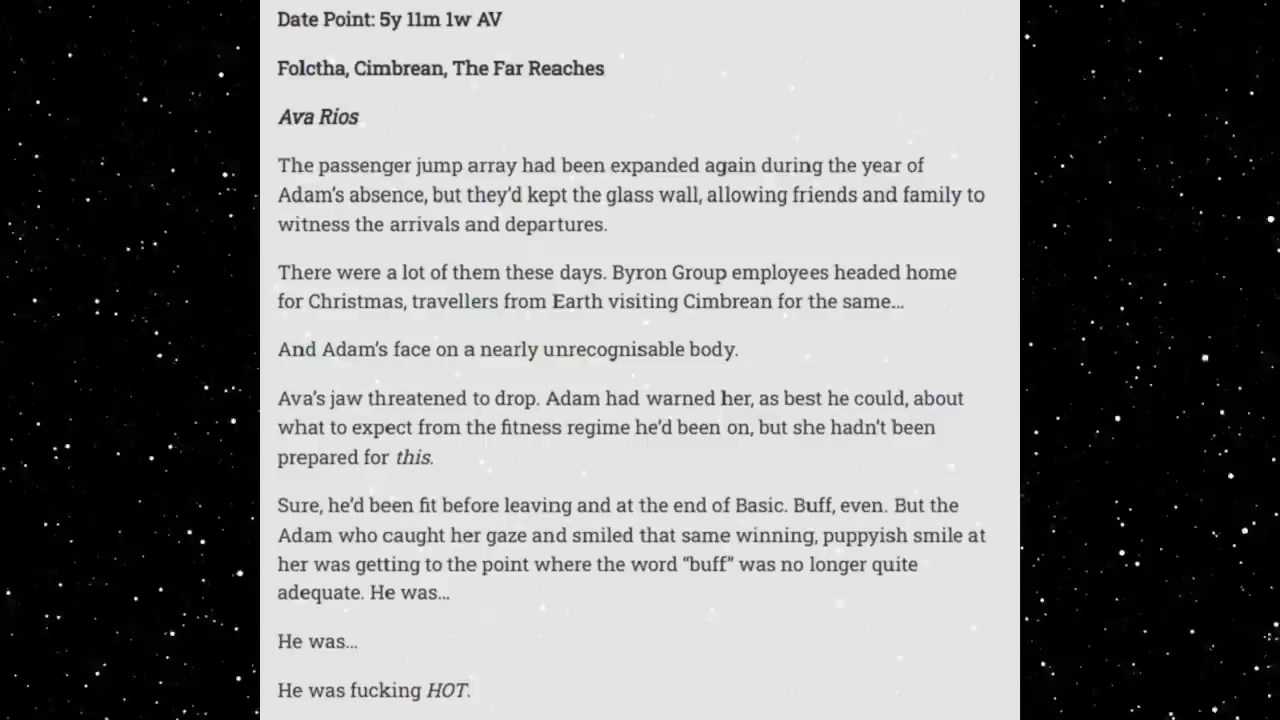 Date Point: 5y 11m 1w AV
Folctha, Cimbrean, The Far Reaches
Ava Rios
The passenger jump array had been expanded again during the year of
Adam's absence, but they'd kept the glass wall, allowing friends and family to
witness the arrivals and departures.
There were a lot of them these days. Byron Group employees headed home
for Christmas, travellers from Earth visiting Cimbrean for the same…
And Adam's face on a nearly unrecognisable body.
Ava's jaw threatened to drop. Adam had warned her, as best he could, about
what to expect from the fitness regime he'd been on, but she hadn't been
prepared for this.
Sure, he'd been fit before leaving and at the end of Basic. Buff, even. But the
Adam who caught her gaze and smiled that same winning, puppyish smile at
her was getting to the point where the word “buff” was no longer quite
adequate. He was…
He was…
He was fucking HOT.